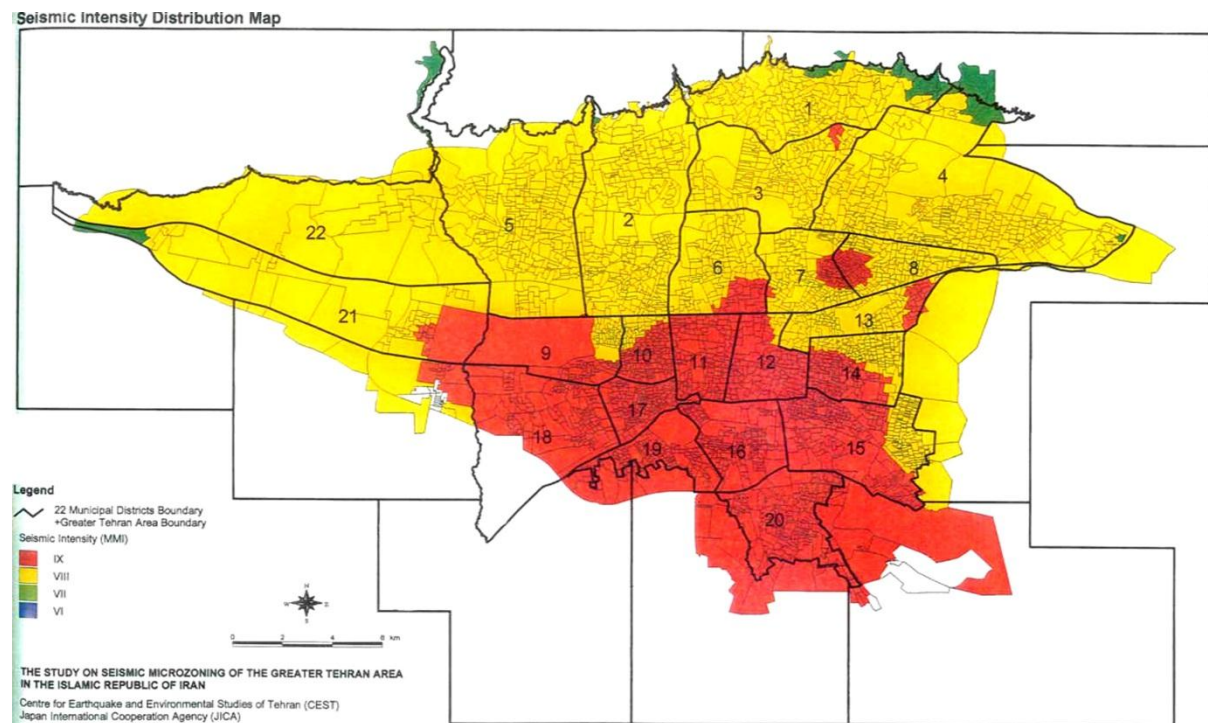 Seismic Intensity Distribution Map
1
4
3
22
5
2
6
7
8
21
13
9
10
11
12
14
17
18
19
16
15
20
Legend
22 Municipal Districts Boundary
+Greater Tehran Area Boundary
Seismic Intensity (MMI)
IX
VIII
VII
VI
N
W E
S
0 2 4 6 km
THE STUDY ON SEISMIC MICROZONING OF THE GREATER TEHRAN AREA
IN THE ISLAMIC REPUBLIC OF IRAN
Centre for Earthquake and Environmental Studies of Tehran (CEST)
Japan International Cooperation Agency (JICA)